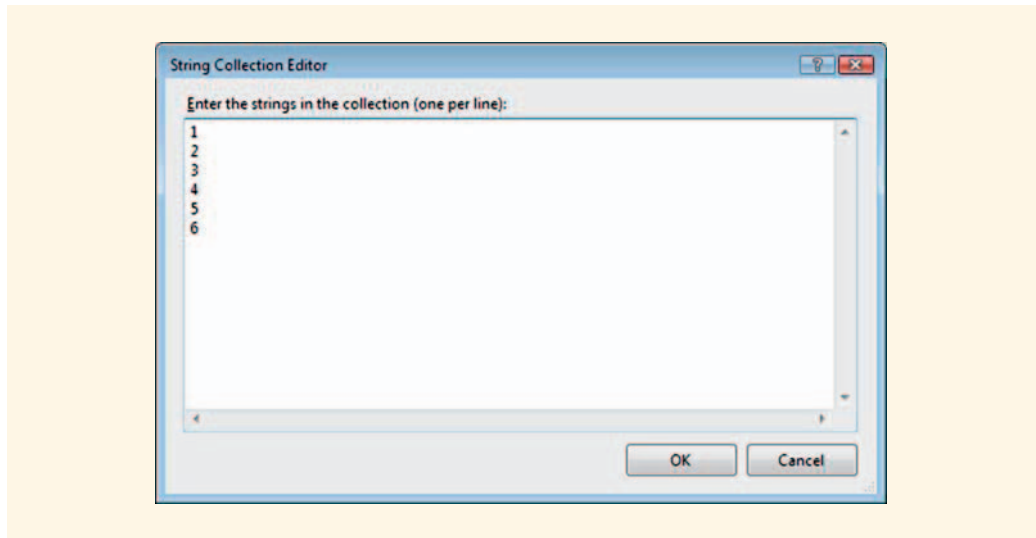 String Collection Editor
?
Enter the strings in the collection (one per line):
1
2
3
4
5
6
OK
Cancel